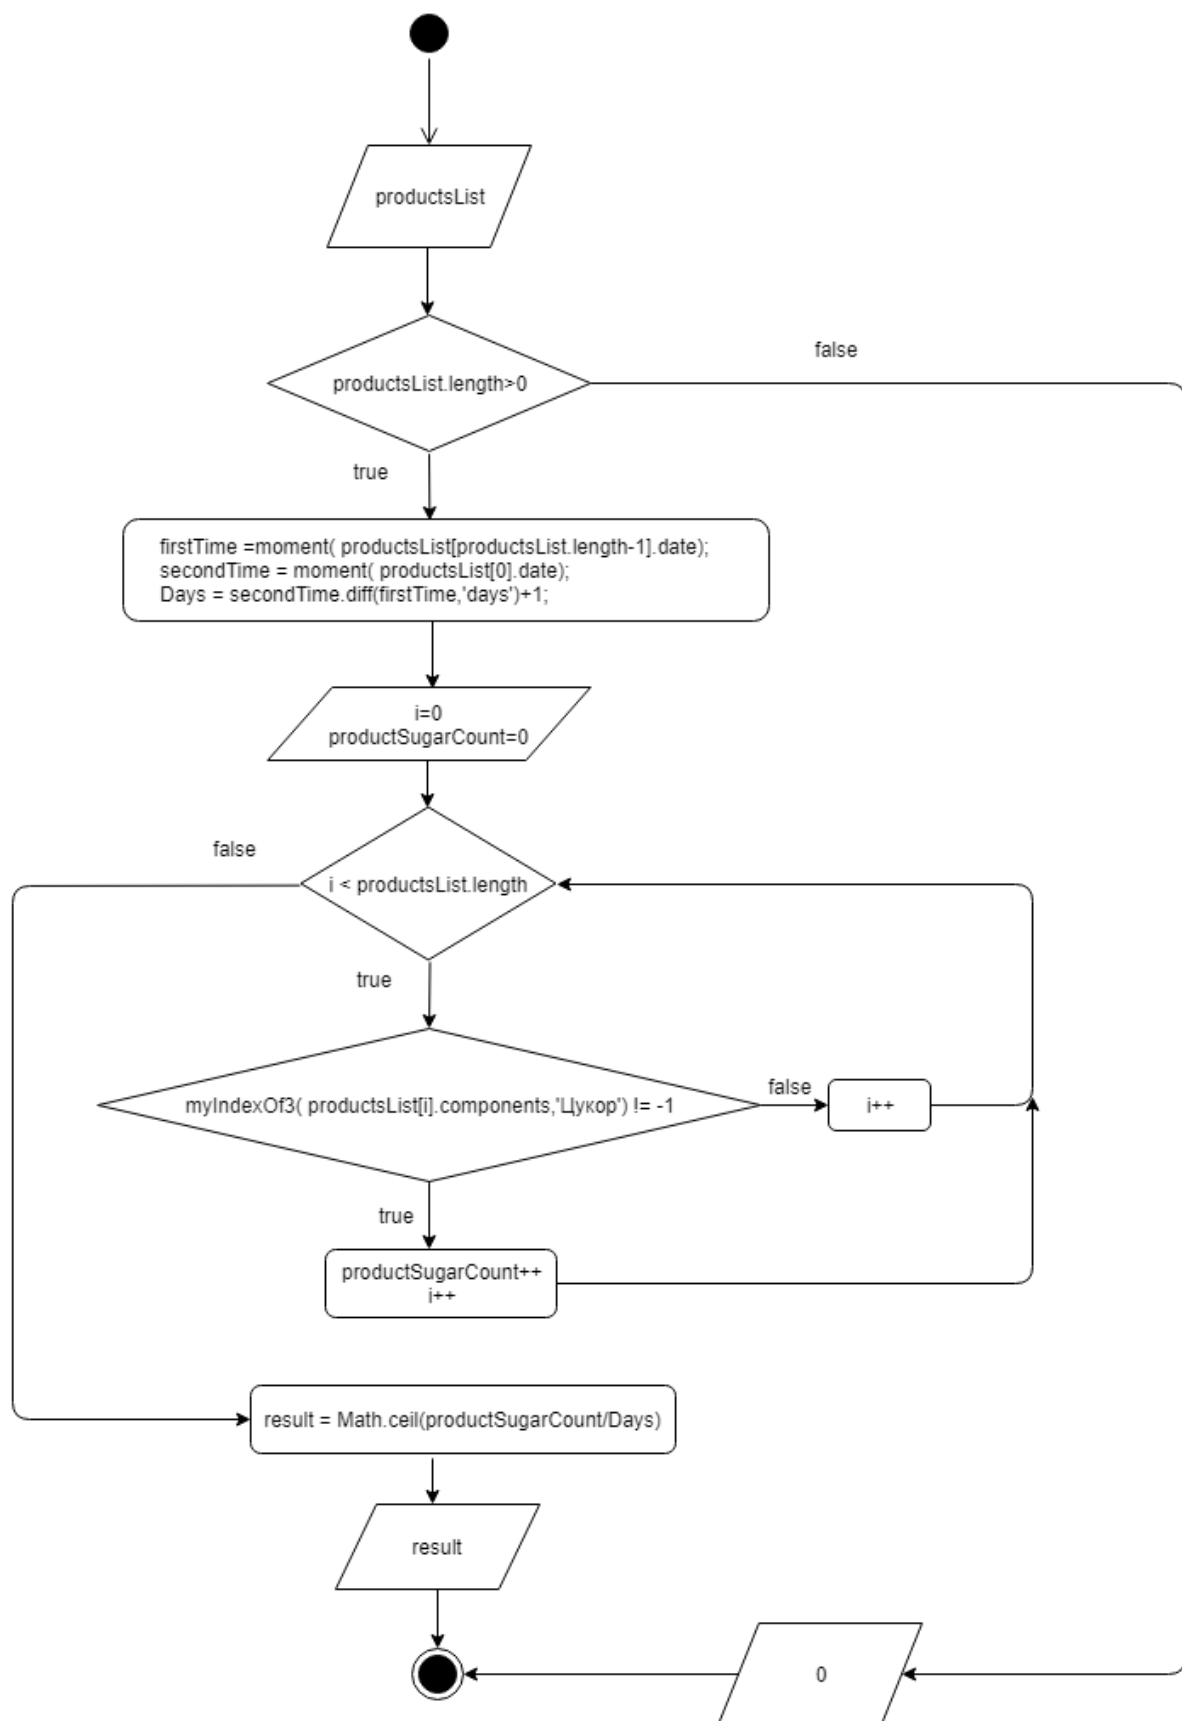 productsList
productsList.length>0
false
true
firstTime =moment( productsList[productsList.length-1].date);
secondTime = moment( productsList[0].date);
Days = secondTime.diff(firstTime,'days')+1;
i=0
productSugarCount=0
false
i < productsList.length
true
myIndexOf3( productsList[i].components,'Цукор') != -1
false
i++
true
productSugarCount++
i++
result = Math.ceil(productSugarCount/Days)
result
0